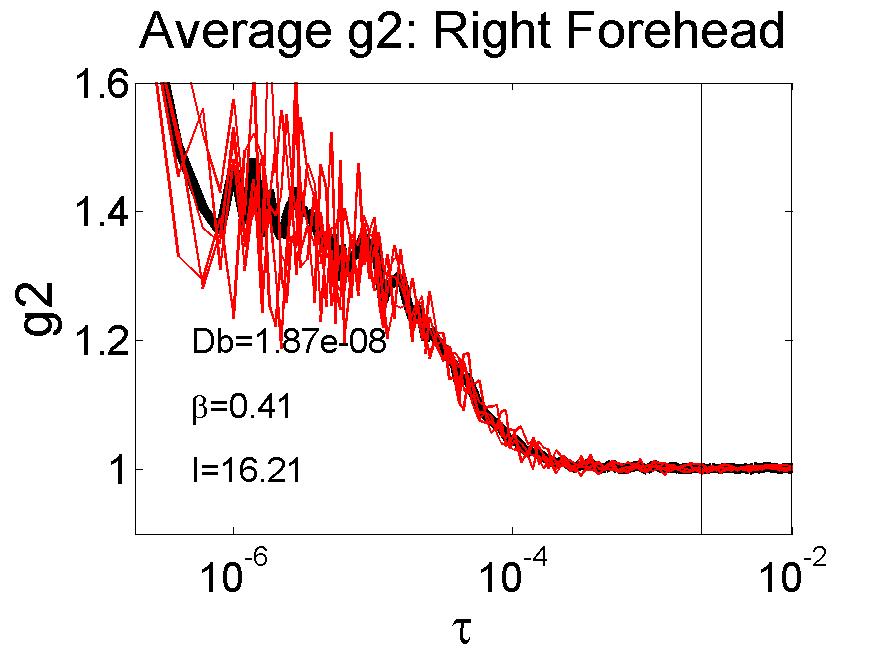 Average g2: Right Forehead
1.6
1.4
1.2
1
g2
Db=1.87e-08
β=0.41
I=16.21
10^-6
10^-4
10^-2
τ